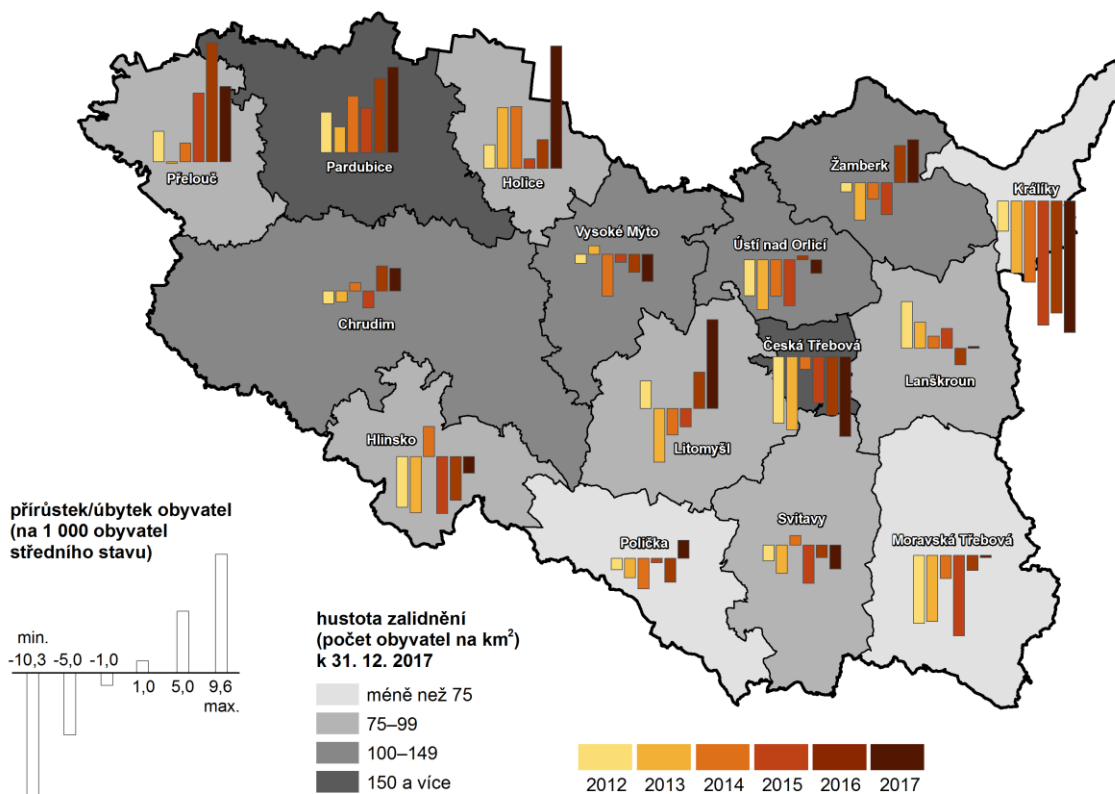 Žamberk
Přelouč
Pardubice
Holice
Králíky
Vysoké Mýto
Ústí nad Orlicí
Chrudim
Česká Třebová
Lanškroun
Hlinsko
Litomyšl
Svitavy
Polička
Moravská Třebová
přírůstek/úbytek obyvatel
(na 1 000 obyvatel
středního stavu)
min.
-10,3 -5,0 -1,0
1,0 5,0 9,6
max.
hustota zalidnění
(počet obyvatel na km²)
k 31. 12. 2017
méně než 75
75–99
100–149
150 a více
2012 2013 2014 2015 2016 2017